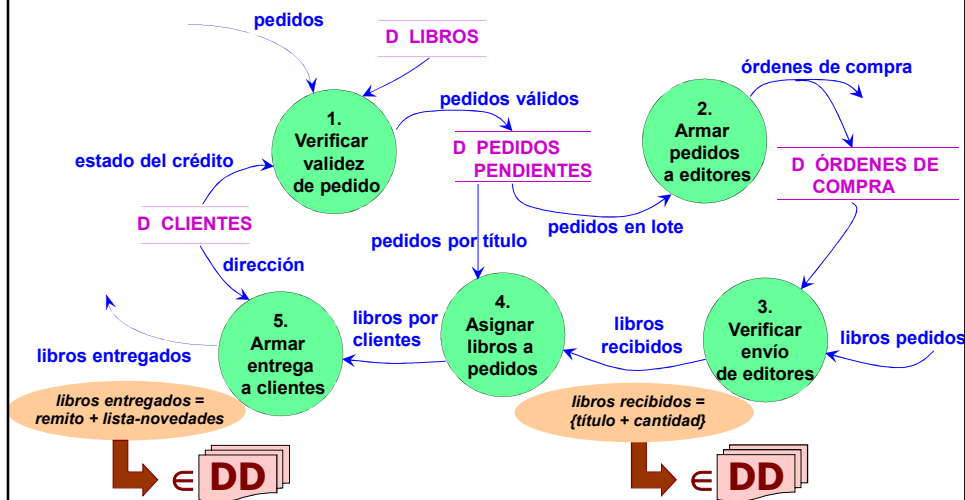 pedidos
D LIBROS
órdenes de compra
1.
Verificar
validez
de pedido
pedidos válidos
2.
Armar
pedidos
a editores
estado del crédito
D PEDIDOS
PENDIENTES
D ÓRDENES DE
COMPRA
D CLIENTES
pedidos por título
pedidos en lote
dirección
5.
Armar
entrega
a clientes
libros por
clientes
4.
Asignar
libros a
pedidos
libros
recibidos
3.
Verificar
envío
de editores
libros pedidos
libros entregados
libros entregados =
remito + lista-novedades
libros recibidos =
{título + cantidad}
∈ DD
∈ DD